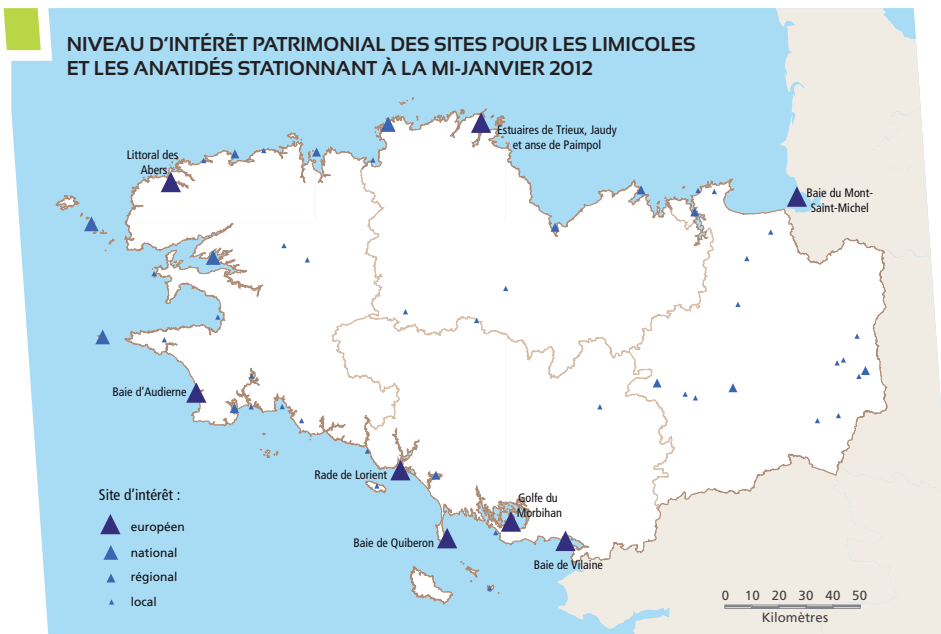 NIVEAU D'INTÉRÊT PATRIMONIAL DES SITES POUR LES LIMICOLES
ET LES ANATIDÉS STATIONNANT À LA MI-JANVIER 2012
Estuaires de Trieux, Jaudy
et anse de Paimpol
Littoral des
Abers
Baie du Mont-
Saint-Michel
Baie d'Audierne
Rade de Lorient
Golfe du
Morbihan
Baie de Quiberon
Baie de Vilaine
Site d'intérêt :
européen
national
régional
local
0 10 20 30 40 50
Kilomètres